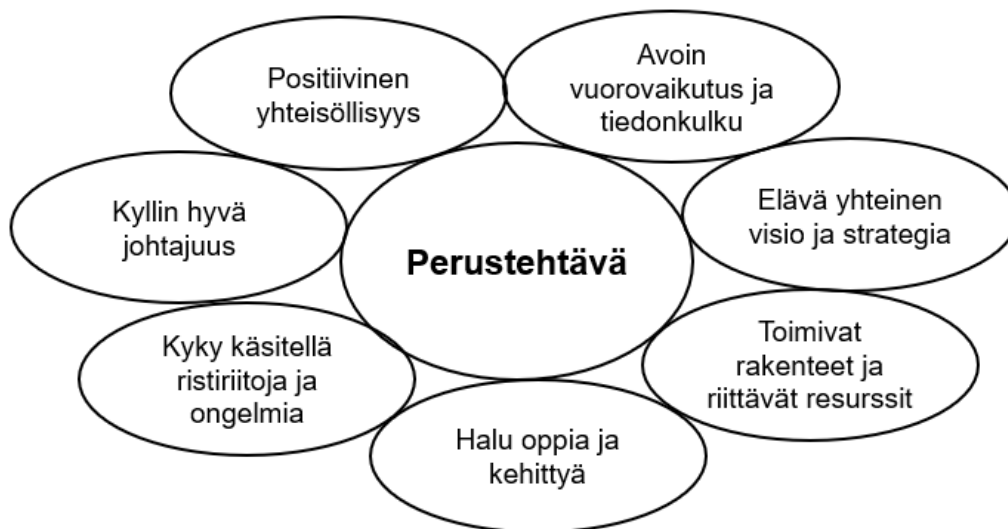 Positiivinen
yhteisöllisyys
Avoin
vuorovaikutus ja
tiedonkulku
Kyllin hyvä
johtajuus
Perustehtävä
Elävä yhteinen
visio ja strategia
Kyky käsitellä
ristiriitoja ja
ongelmia
Toimivat
rakenteet ja
riittävät resurssit
Halu oppia ja
kehittyä